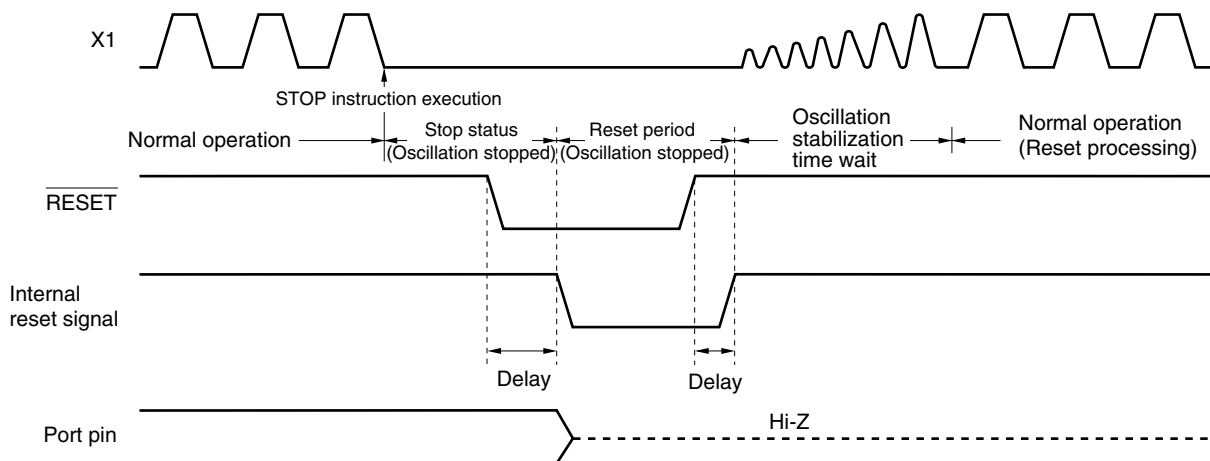 X1
STOP instruction execution
Normal operation
Stop status
(Oscillation stopped)
Reset period
(Oscillation stopped)
Oscillation
stabilization
time wait
Normal operation
(Reset processing)
RESET
Internal
reset signal
Delay
Delay
Port pin
Hi-Z